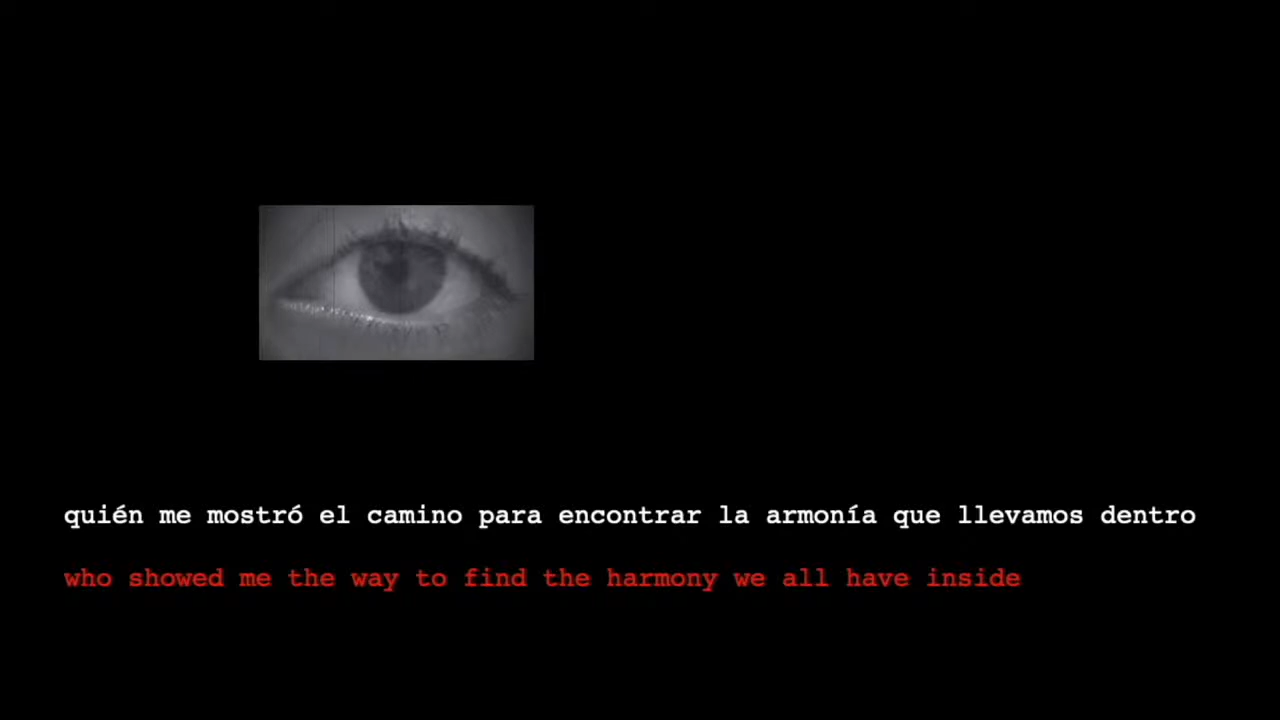 quién me mostró el camino para encontrar la armonía que llevamos dentro
who showed me the way to find the harmony we all have inside